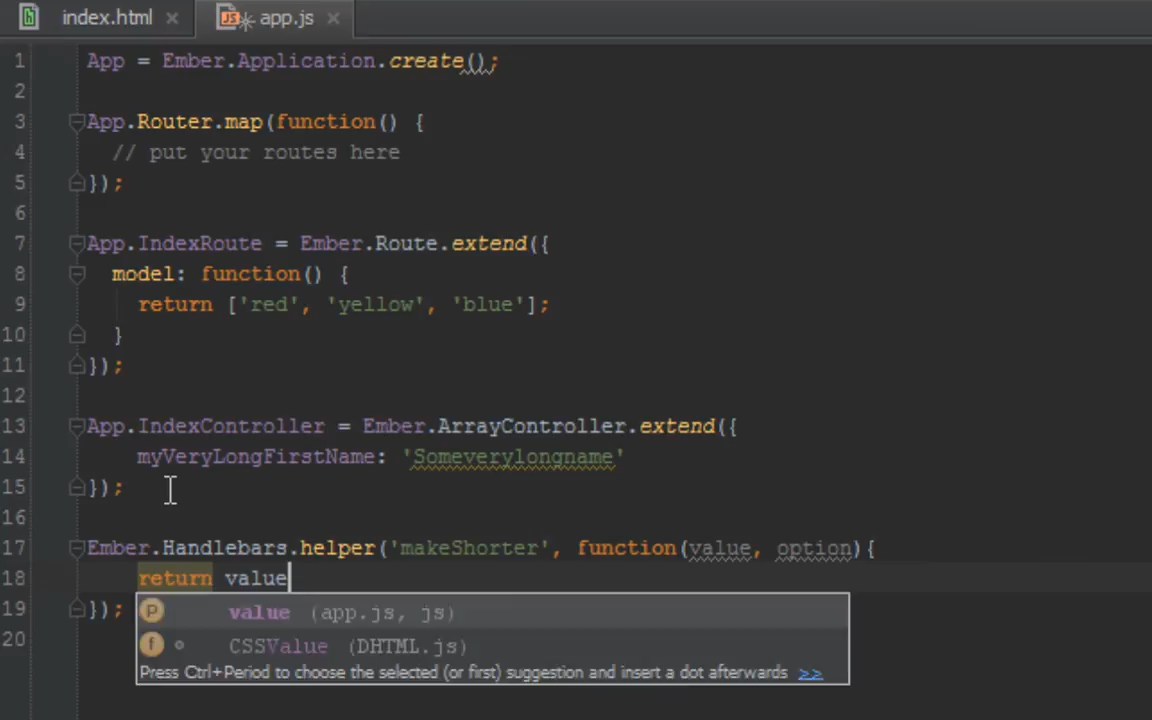 index.html
app.js
1 App = Ember.Application.create();
2
3 App.Router.map(function() {
4 // put your routes here
5 });
6
7 App.IndexRoute = Ember.Route.extend({
8 model: function() {
9 return ['red', 'yellow', 'blue'];
10 }
11 });
12
13 App.IndexController = Ember.ArrayController.extend({
14 myVeryLongFirstName: 'Someverylongname'
15 });
16
17 Ember.Handlebars.helper('makeShorter', function(value, option){
18 return value
19 });
p value (app.js, js)
20
f CSSValue (DHTML.js)
Press Ctrl+Period to choose the selected (or first) suggestion and insert a dot afterwards >>